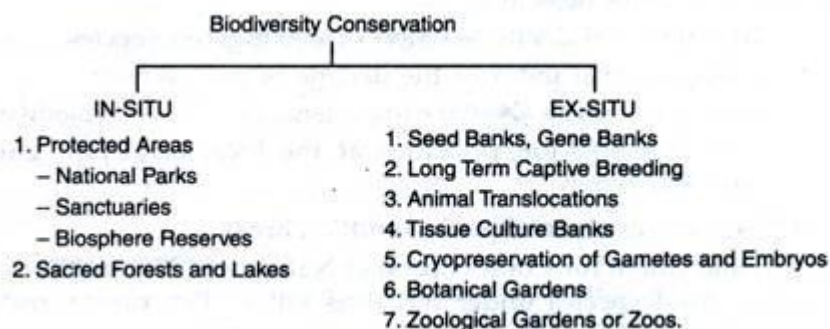 Biodiversity Conservation
IN-SITU
1. Protected Areas
– National Parks
– Sanctuaries
– Biosphere Reserves
2. Sacred Forests and Lakes
EX-SITU
1. Seed Banks, Gene Banks
2. Long Term Captive Breeding
3. Animal Translocations
4. Tissue Culture Banks
5. Cryopreservation of Gametes and Embryos
6. Botanical Gardens
7. Zoological Gardens or Zoos.